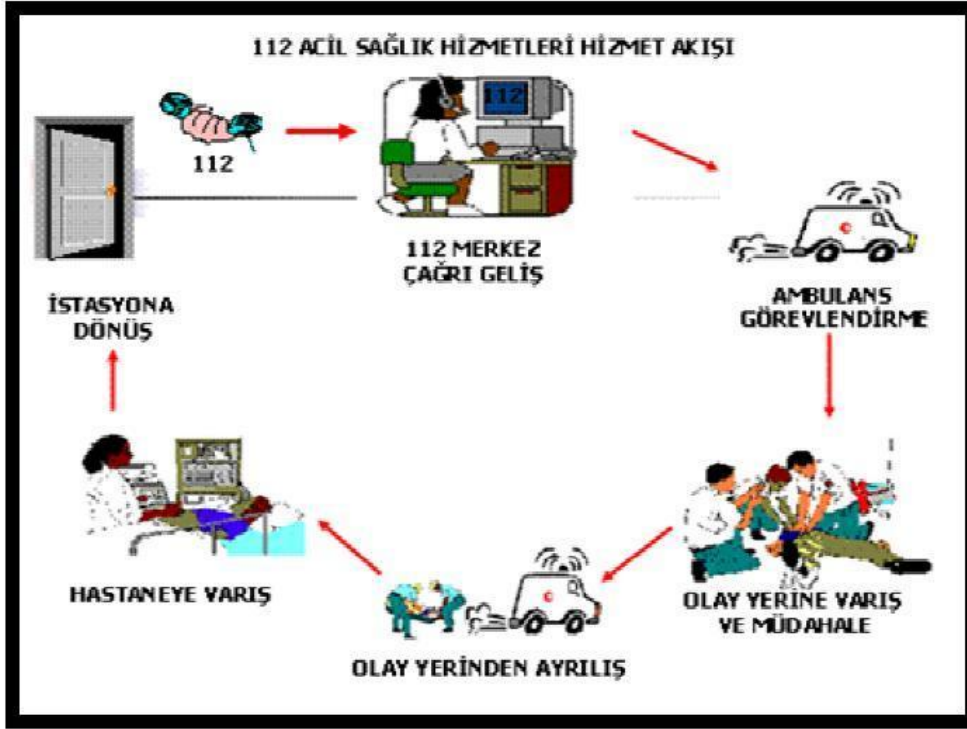 112 ACİL SAĞLIK HİZMETLERİ HİZMET AKIŞI
112
112
112 MERKEZ
ÇAĞRI GELİŞ
AMBULANS
GÖREVLENDİRME
OLAY YERİNE VARIŞ
VE MÜDAHALE
OLAY YERİNDEN AYRILIŞ
HASTANEYE VARIŞ
İSTASYONA
DÖNÜŞ